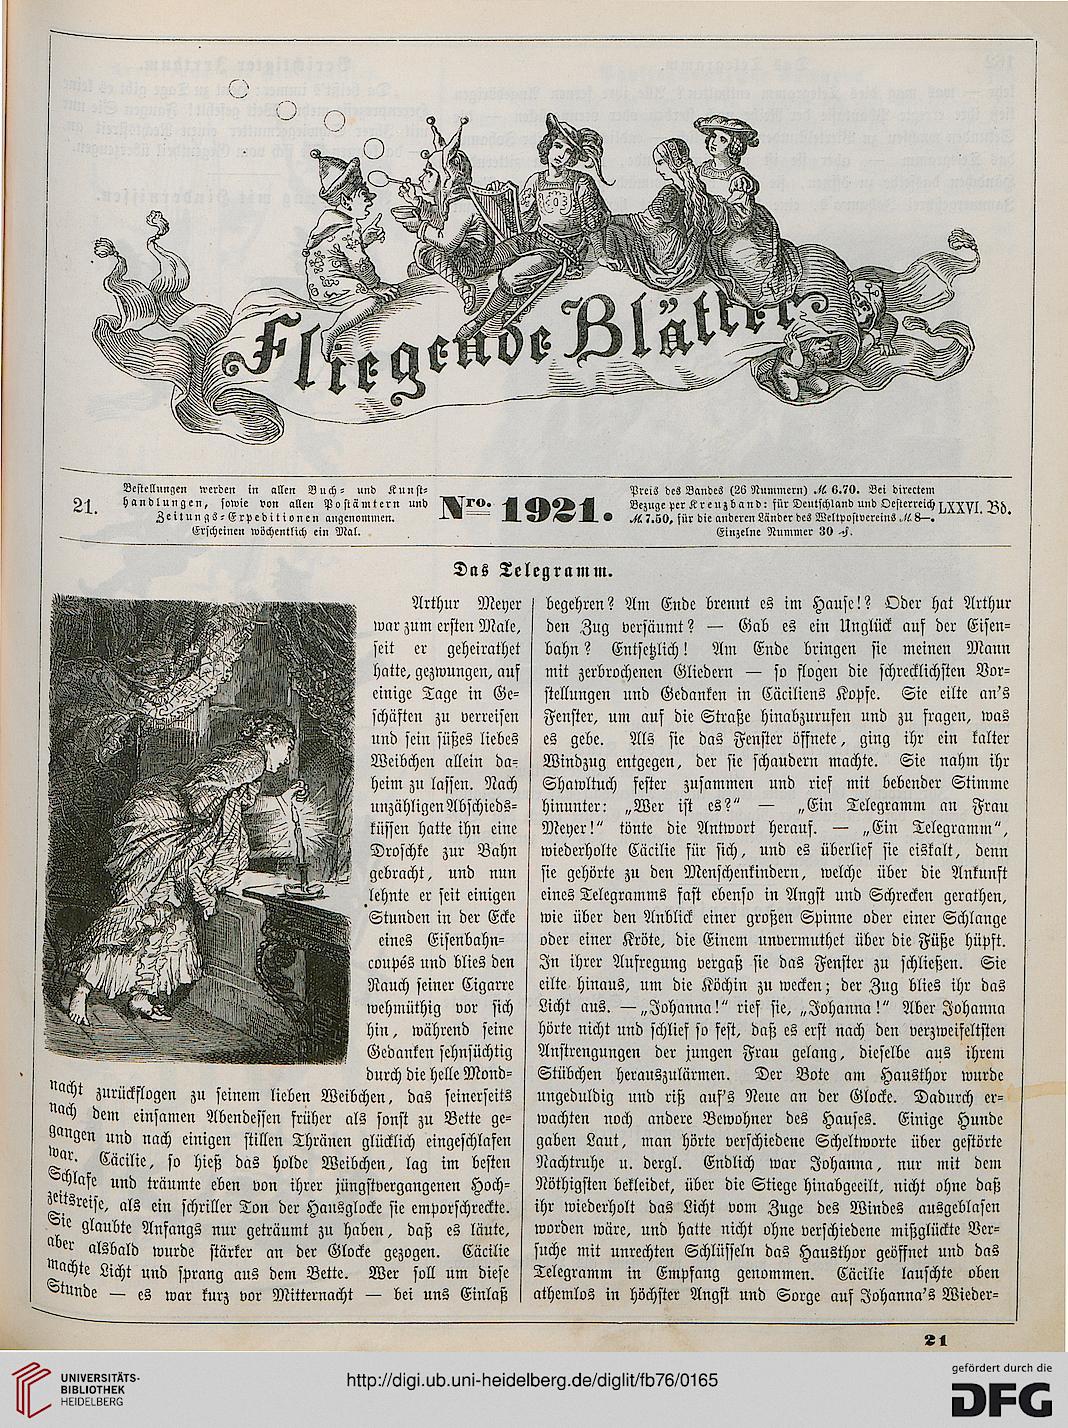 Fliegende Blätter
21.
Bestellungen werden in allen Buch- und Kunst-
handlungen, sowie von allen Postämtern und
Zeitungs-Expeditionen angenommen.
Erscheinen wöchentlich ein Mal.
Nro. 1921.
Preis des Bandes (26 Nummern) ℳ 6.70. Bei directem
Bezuge per Kreuzband: für Deutschland und Oesterreich
ℳ 7.50, für die anderen Länder des Weltpostvereins ℳ 8—.
Einzelne Nummer 30 ₰.
LXXVI. Bd.
Das Telegramm.
Arthur Meyer
war zum ersten Male,
seit er geheirathet
hatte, gezwungen, auf
einige Tage in Ge-
schäften zu verreisen
und sein süßes liebes
Weibchen allein da-
heim zu lassen. Nach
unzähligen Abschieds-
küssen hatte ihn eine
Droschke zur Bahn
gebracht, und nun
lehnte er seit einigen
Stunden in der Ecke
eines Eisenbahn-
coupés und blies den
Rauch seiner Cigarre
wehmüthig vor sich
hin, während seine
Gedanken sehnsüchtig
durch die helle Mond-
nacht zurückflogen zu seinem lieben Weibchen, das seinerseits
nach dem einsamen Abendessen früher als sonst zu Bette ge-
gangen und nach einigen stillen Thränen glücklich eingeschlafen
war. Cäcilie, so hieß das holde Weibchen, lag im besten
Schlafe und träumte eben von ihrer jüngstvergangenen Hoch-
zeitsreise, als ein schriller Ton der Hausglocke sie emporschreckte.
Sie glaubte Anfangs nur geträumt zu haben, daß es läute,
aber alsbald wurde stärker an der Glocke gezogen. Cäcilie
machte Licht und sprang aus dem Bette. Wer soll um diese
Stunde — es war kurz vor Mitternacht — bei uns Einlaß
begehren? Am Ende brennt es im Hause!? Oder hat Arthur
den Zug versäumt? — Gab es ein Unglück auf der Eisen-
bahn? Entsetzlich! Am Ende bringen sie meinen Mann
mit zerbrochenen Gliedern — so flogen die schrecklichsten Vor-
stellungen und Gedanken in Cäciliens Kopfe. Sie eilte an's
Fenster, um auf die Straße hinabzurufen und zu fragen, was
es gebe. Als sie das Fenster öffnete, ging ihr ein kalter
Windzug entgegen, der sie schaudern machte. Sie nahm ihr
Shawltuch fester zusammen und rief mit bebender Stimme
hinunter: „Wer ist es?" — „Ein Telegramm an Frau
Meyer!" tönte die Antwort herauf. — „Ein Telegramm",
wiederholte Cäcilie für sich, und es überlief sie eiskalt, denn
sie gehörte zu den Menschenkindern, welche über die Ankunft
eines Telegramms fast ebenso in Angst und Schrecken gerathen,
wie über den Anblick einer großen Spinne oder einer Schlange
oder einer Kröte, die Einem unvermuthet über die Füße hüpft.
In ihrer Aufregung vergaß sie das Fenster zu schließen. Sie
eilte hinaus, um die Köchin zu wecken; der Zug blies ihr das
Licht aus. — „Johanna!" rief sie, „Johanna!" Aber Johanna
hörte nicht und schlief so fest, daß es erst nach den verzweifeltsten
Anstrengungen der jungen Frau gelang, dieselbe aus ihrem
Stübchen herauszulärmen. Der Bote am Hausthor wurde
ungeduldig und riß auf's Neue an der Glocke. Dadurch er-
wachten noch andere Bewohner des Hauses. Einige Hunde
gaben Laut, man hörte verschiedene Scheltworte über gestörte
Nachtruhe u. dergl. Endlich war Johanna, nur mit dem
Nöthigsten bekleidet, über die Stiege hinabgeeilt, nicht ohne daß
ihr wiederholt das Licht vom Zuge des Windes ausgeblasen
worden wäre, und hatte nicht ohne verschiedene mißglückte Ver-
suche mit unrechten Schlüsseln das Hausthor geöffnet und das
Telegramm in Empfang genommen. Cäcilie lauschte oben
athemlos in höchster Angst und Sorge auf Johanna's Wieder-
21
UNIVERSITÄTS-
BIBLIOTHEK
HEIDELBERG
http://digi.ub.uni-heidelberg.de/diglit/fb76/0165
gefördert durch die
DFG